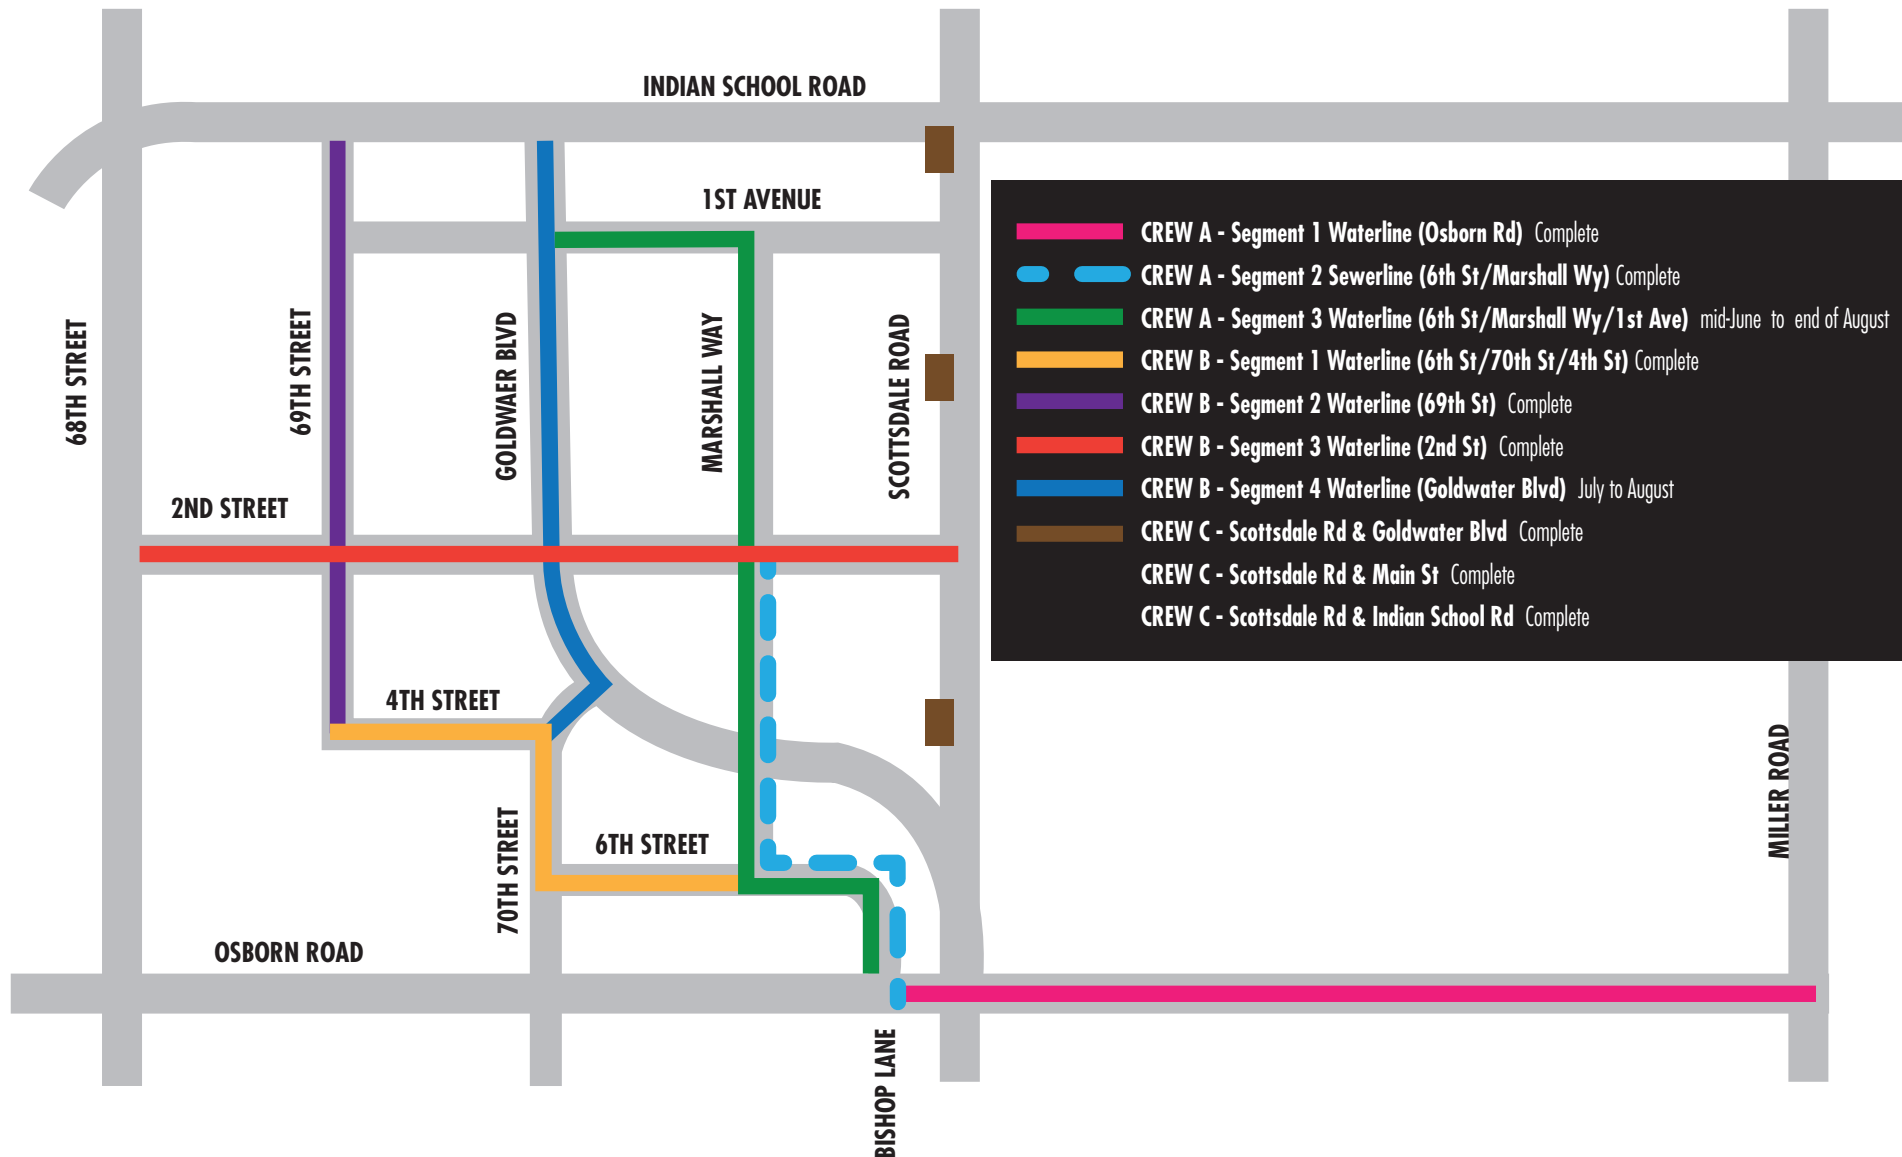 INDIAN SCHOOL ROAD
1ST AVENUE
68TH STREET
69TH STREET
GOLDWAER BLVD
MARSHALL WAY
SCOTTSDALE ROAD
CREW A - Segment 1 Waterline (Osborn Rd) Complete
CREW A - Segment 2 Sewerline (6th St/Marshall Wy) Complete
CREW A - Segment 3 Waterline (6th St/Marshall Wy/1st Ave) mid-June to end of August
CREW B - Segment 1 Waterline (6th St/70th St/4th St) Complete
CREW B - Segment 2 Waterline (69th St) Complete
CREW B - Segment 3 Waterline (2nd St) Complete
CREW B - Segment 4 Waterline (Goldwater Blvd) July to August
CREW C - Scottsdale Rd & Goldwater Blvd Complete
CREW C - Scottsdale Rd & Main St Complete
CREW C - Scottsdale Rd & Indian School Rd Complete
2ND STREET
4TH STREET
MILLER ROAD
70TH STREET
6TH STREET
OSBORN ROAD
BISHOP LANE